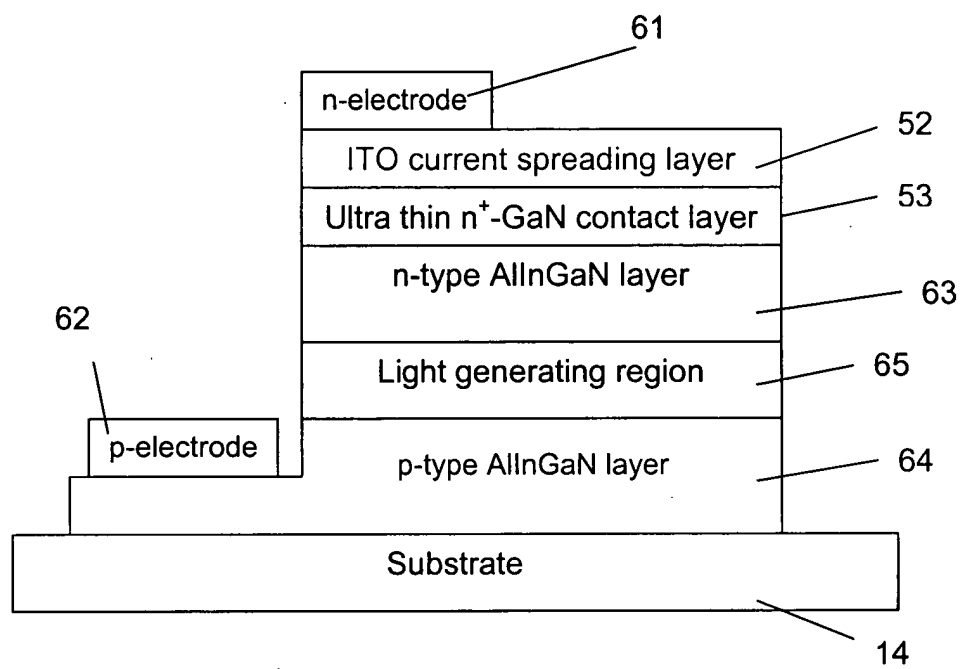 61
n-electrode
52
ITO current spreading layer
53
Ultra thin n⁺-GaN contact layer
n-type AlInGaN layer
63
62
Light generating region
65
p-electrode
p-type AlInGaN layer
64
Substrate
14